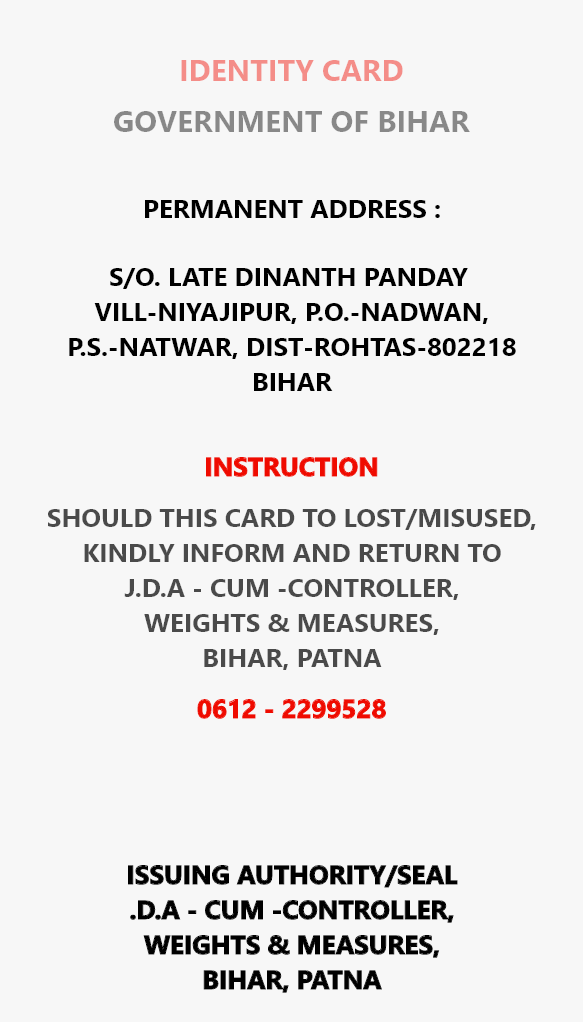 IDENTITY CARD
GOVERNMENT OF BIHAR
PERMANENT ADDRESS :
S/O. LATE DINANTH PANDAY
VILL-NIYAJIPUR, P.O.-NADWAN,
P.S.-NATWAR, DIST-ROHTAS-802218
BIHAR
INSTRUCTION
SHOULD THIS CARD TO LOST/MISUSED,
KINDLY INFORM AND RETURN TO
J.D.A - CUM -CONTROLLER,
WEIGHTS & MEASURES,
BIHAR, PATNA
0612 - 2299528
ISSUING AUTHORITY/SEAL
.D.A - CUM -CONTROLLER,
WEIGHTS & MEASURES,
BIHAR, PATNA